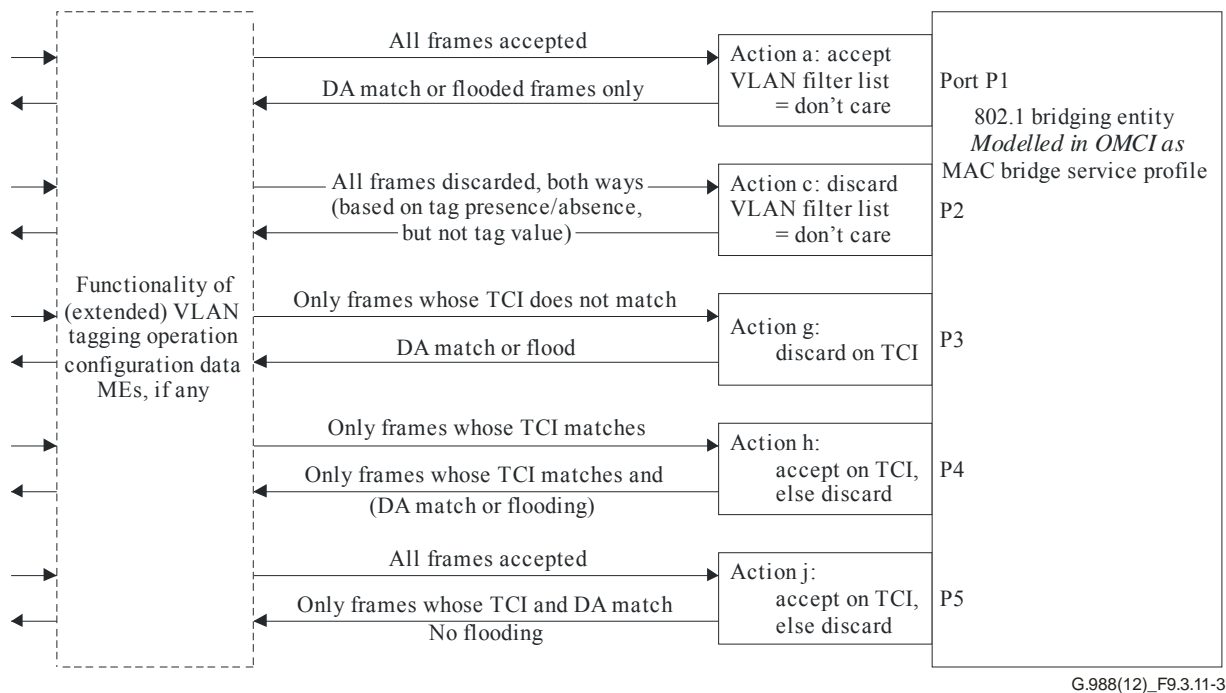 All frames accepted
DA match or flooded frames only
Action a: accept
VLAN filter list
= don't care
Port P1
802.1 bridging entity
Modelled in OMCI as
MAC bridge service profile
All frames discarded, both ways
(based on tag presence/absence,
but not tag value)
Action c: discard
VLAN filter list
= don't care
P2
Functionality of
(extended) VLAN
tagging operation
configuration data
MEs, if any
Only frames whose TCI does not match
DA match or flood
Action g:
discard on TCI
P3
Only frames whose TCI matches
Only frames whose TCI matches and
(DA match or flooding)
Action h:
accept on TCI,
else discard
P4
All frames accepted
Only frames whose TCI and DA match
No flooding
Action j:
accept on TCI,
else discard
P5
G.988(12)_F9.3.11-3